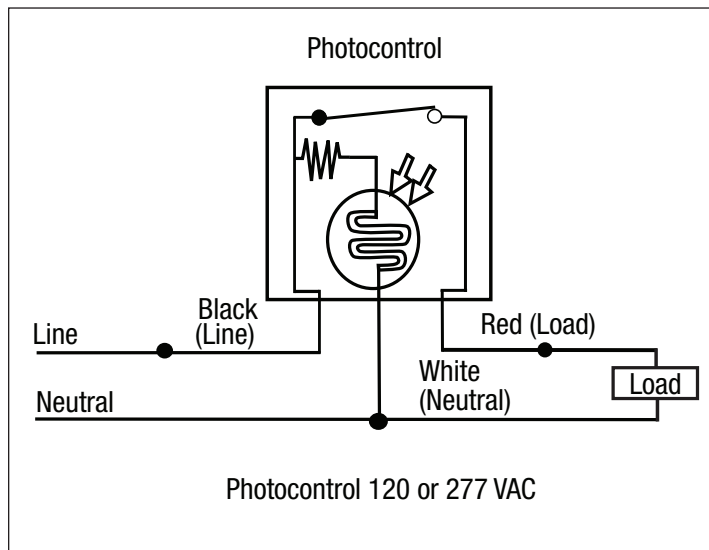 Photocontrol
Black
(Line)
Line
Red (Load)
White
(Neutral)
Load
Neutral
Photocontrol 120 or 277 VAC